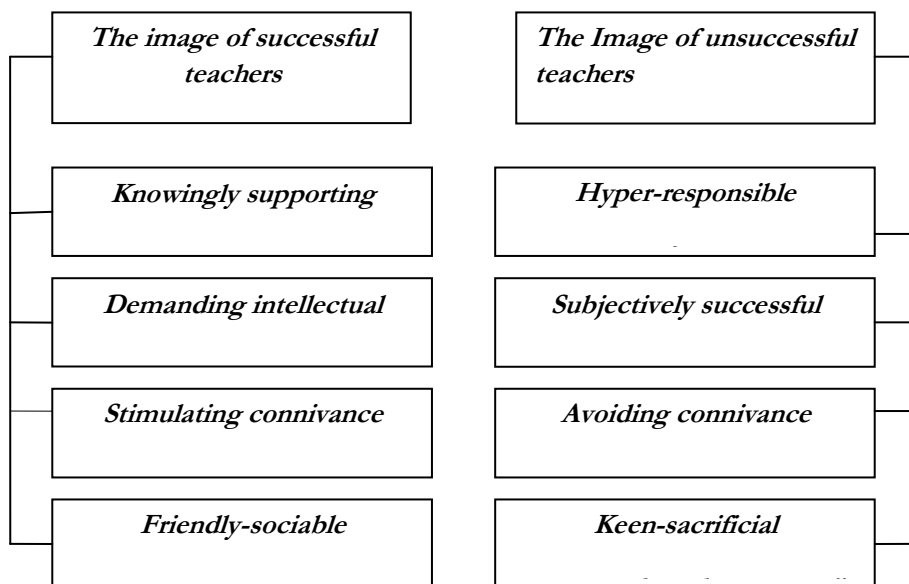 The image of successful
teachers
The Image of unsuccessful
teachers
Knowingly supporting
Hyper-responsible
Demanding intellectual
Subjectively successful
Stimulating connivance
Avoiding connivance
Friendly-sociable
Keen-sacrificial